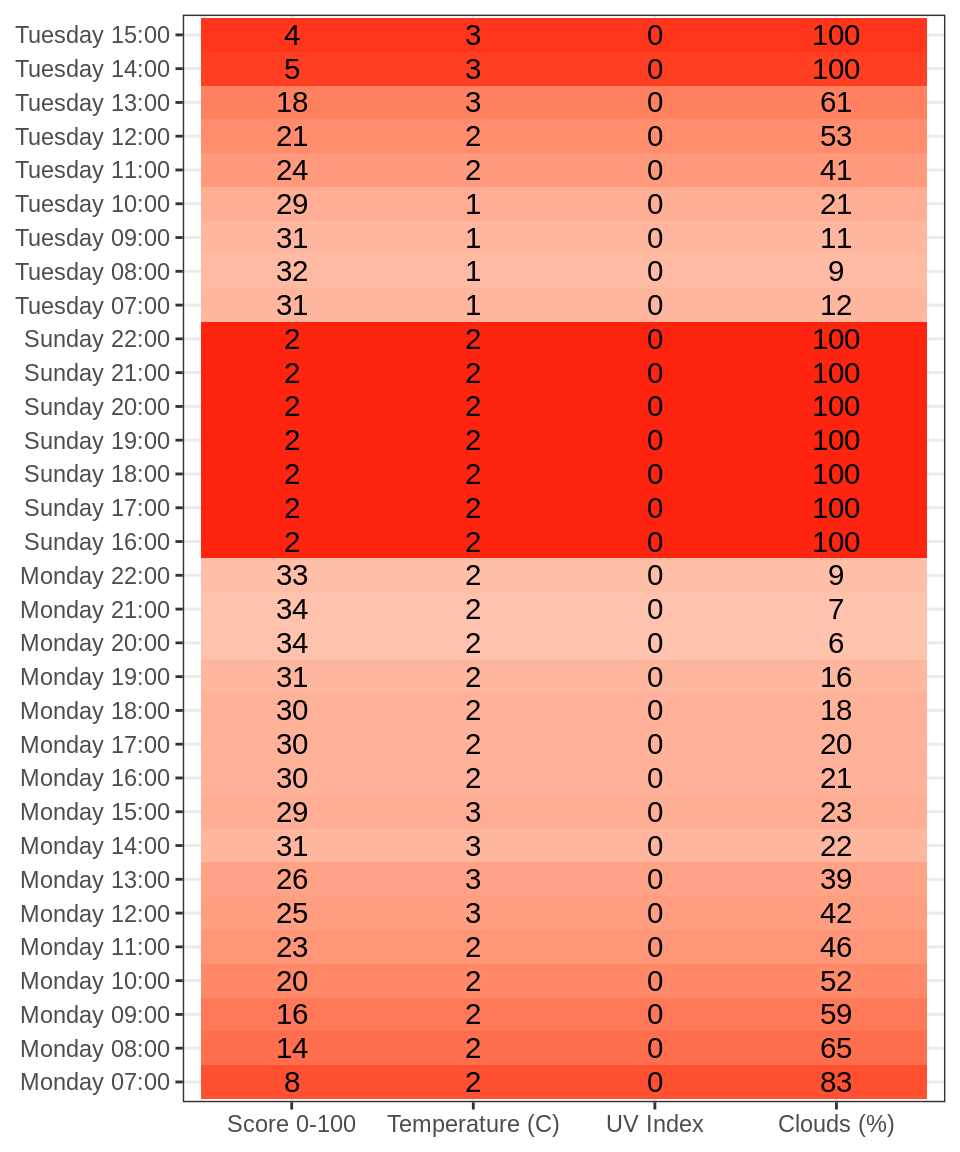 Tuesday 15:00 4 3 0 100
Tuesday 14:00 5 3 0 100
Tuesday 13:00 18 3 0 61
Tuesday 12:00 21 2 0 53
Tuesday 11:00 24 2 0 41
Tuesday 10:00 29 1 0 21
Tuesday 09:00 31 1 0 11
Tuesday 08:00 32 1 0 9
Tuesday 07:00 31 1 0 12
Sunday 22:00 2 2 0 100
Sunday 21:00 2 2 0 100
Sunday 20:00 2 2 0 100
Sunday 19:00 2 2 0 100
Sunday 18:00 2 2 0 100
Sunday 17:00 2 2 0 100
Sunday 16:00 2 2 0 100
Monday 22:00 33 2 0 9
Monday 21:00 34 2 0 7
Monday 20:00 34 2 0 6
Monday 19:00 31 2 0 16
Monday 18:00 30 2 0 18
Monday 17:00 30 2 0 20
Monday 16:00 30 2 0 21
Monday 15:00 29 3 0 23
Monday 14:00 31 3 0 22
Monday 13:00 26 3 0 39
Monday 12:00 25 3 0 42
Monday 11:00 23 2 0 46
Monday 10:00 20 2 0 52
Monday 09:00 16 2 0 59
Monday 08:00 14 2 0 65
Monday 07:00 8 2 0 83
Score 0-100 Temperature (C) UV Index Clouds (%)